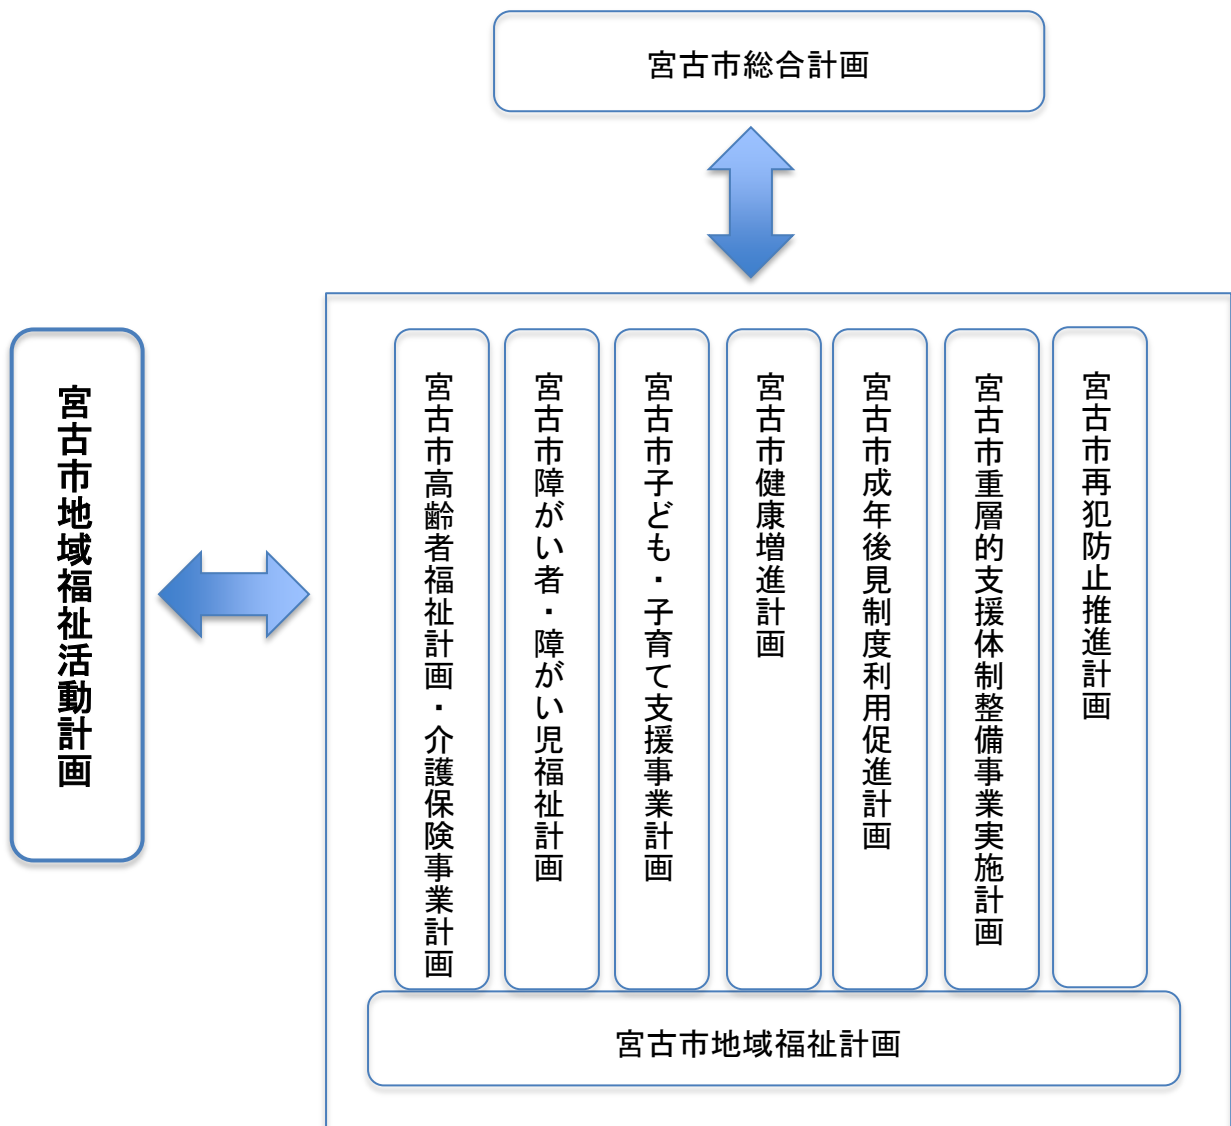 宮古市総合計画
宮古市地域福祉活動計画
宮古市高齢者福祉計画・介護保険事業計画
宮古市障がい者・障がい児福祉計画
宮古市子ども・子育て支援事業計画
宮古市健康増進計画
宮古市成年後見制度利用促進計画
宮古市重層的支援体制整備事業実施計画
宮古市再犯防止推進計画
宮古市地域福祉計画